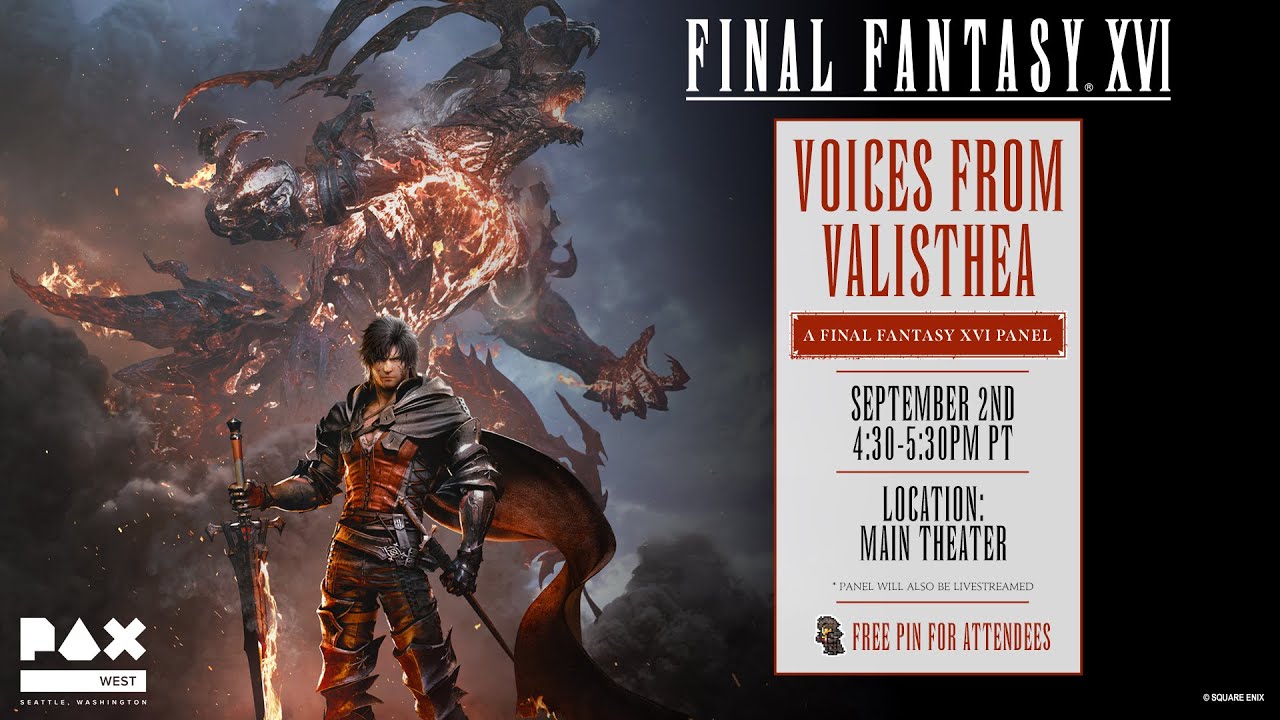 FINAL FANTASY® XVI
VOICES FROM
VALISTHEA
A FINAL FANTASY XVI PANEL
SEPTEMBER 2ND
4:30-5:30PM PT
LOCATION:
MAIN THEATER
* PANEL WILL ALSO BE LIVESTREAMED
FREE PIN FOR ATTENDEES
PAX
WEST
SEATTLE, WASHINGTON
© SQUARE ENIX